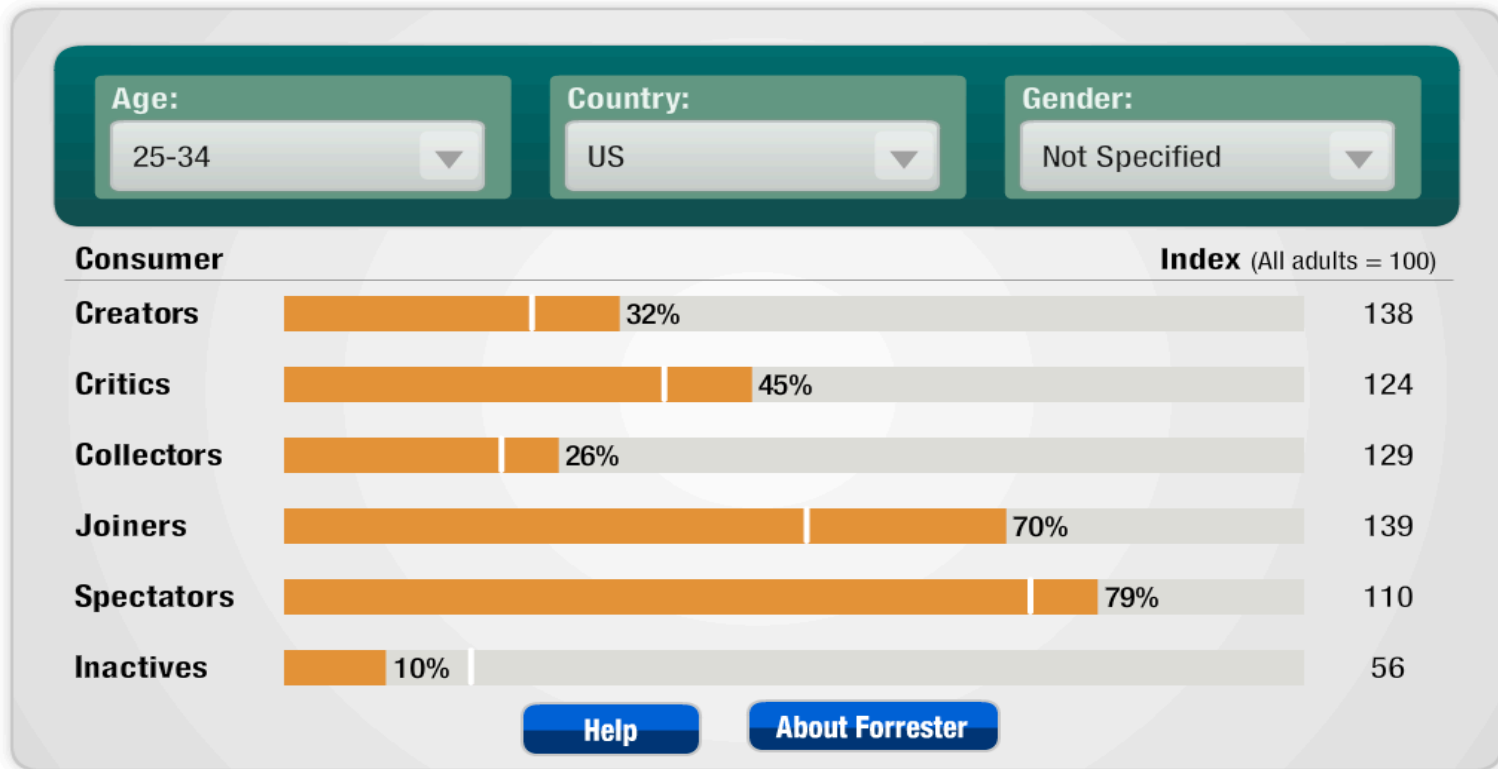 Age: Country: Gender:
25-34 US Not Specified
Consumer Index (All adults = 100)
Creators 32% 138
Critics 45% 124
Collectors 26% 129
Joiners 70% 139
Spectators 79% 110
Inactives 10% 56
Help About Forrester